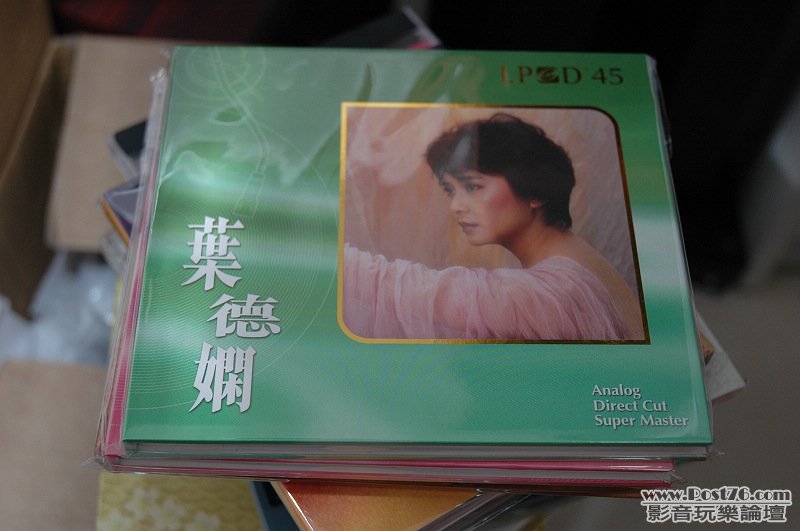 LPCD 45
葉德嫻
Analog
Direct Cut
Super Master
www.Post76.com
影音玩樂論壇